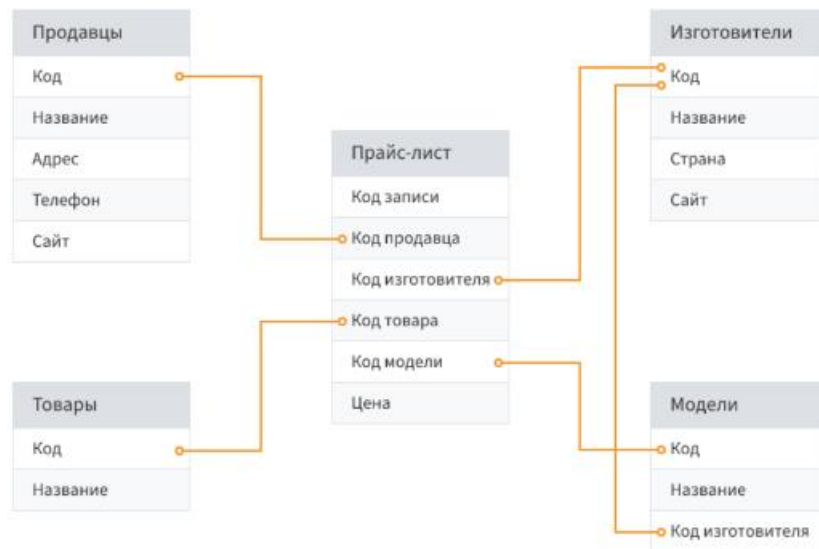 Продавцы
Код
Название
Адрес
Телефон
Сайт
Товары
Код
Название
Прайс-лист
Код записи
Код продавца
Код изготовителя
Код товара
Код модели
Цена
Изготовители
Код
Название
Страна
Сайт
Модели
Код
Название
Код изготовителя